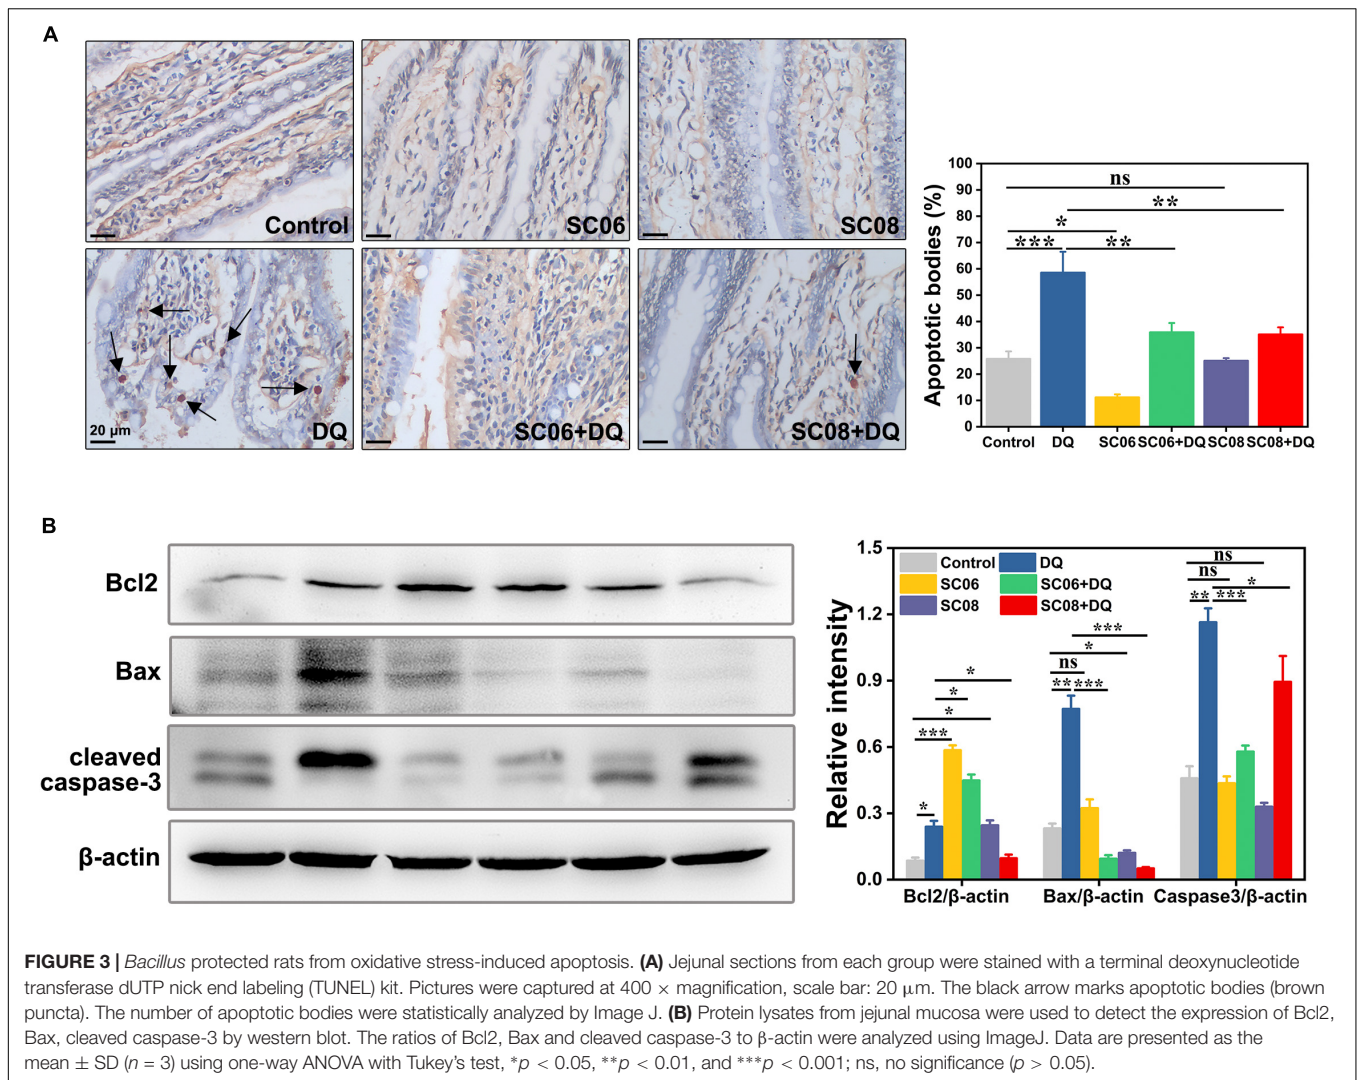 A
Control
SC06
SC08
20 μm
DQ
SC06+DQ
SC08+DQ
Apoptotic bodies (%)
100
90
80
70
60
50
40
30
20
10
0
ns
**
*
***
**
Control
DQ
SC06
SC06+DQ
SC08
SC08+DQ
B
Bcl2
Bax
cleaved
caspase-3
β-actin
Relative intensity
1.5
1.2
0.9
0.6
0.3
0.0
Control
DQ
SC06
SC06+DQ
SC08
SC08+DQ
*
*
*
***
*
***
*
ns
**
***
ns
ns
*
**
***
Bcl2/β-actin
Bax/β-actin
Caspase3/β-actin
FIGURE 3 | Bacillus protected rats from oxidative stress-induced apoptosis. (A) Jejunal sections from each group were stained with a terminal deoxynucleotide
transferase dUTP nick end labeling (TUNEL) kit. Pictures were captured at 400 × magnification, scale bar: 20 μm. The black arrow marks apoptotic bodies (brown
puncta). The number of apoptotic bodies were statistically analyzed by Image J. (B) Protein lysates from jejunal mucosa were used to detect the expression of Bcl2,
Bax, cleaved caspase-3 by western blot. The ratios of Bcl2, Bax and cleaved caspase-3 to β-actin were analyzed using ImageJ. Data are presented as the
mean ± SD (n = 3) using one-way ANOVA with Tukey's test, *p < 0.05, **p < 0.01, and ***p < 0.001; ns, no significance (p > 0.05).